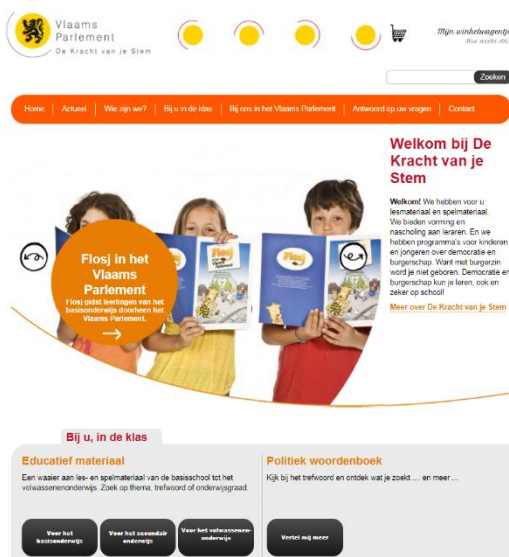 Vlaams
Parlement
De Kracht van je Stem
Mijn winkelwagentje
Hoe werkt dit
Zoeken
Home
Actueel
Wie zijn we?
Bij u in de klas
Bij ons in het Vlaams Parlement
Antwoord op uw vragen
Contact
Welkom bij De
Kracht van je
Stem
Welkom! We hebben voor u
lesmateriaal en spelmateriaal.
We bieden vorming en
nascholing aan leraren. En we
hebben programma's voor kinderen
en jongeren over democratie en
burgerschap. Want met burgerzin
word je niet geboren. Democratie en
burgerschap kun je leren, ook en
zeker op school!
Meer over De Kracht van je Stem
Flosj
Flosj in het
Vlaams
Parlement
Flosj gidst leerlingen van het
basisonderwijs doorheen het
Vlaams Parlement.
Bij u, in de klas
Educatief materiaal
Een waaier aan les- en spelmateriaal van de basisschool tot het
volwassenenonderwijs. Zoek op thema, trefwoord of onderwijsgraad.
Voor het
basisonderwijs
Voor het secundair
onderwijs
Voor het volwassenen-
onderwijs
Politiek woordenboek
Kijk bij het trefwoord en ontdek wat je zoekt .... en meer ...
Vertel mij meer